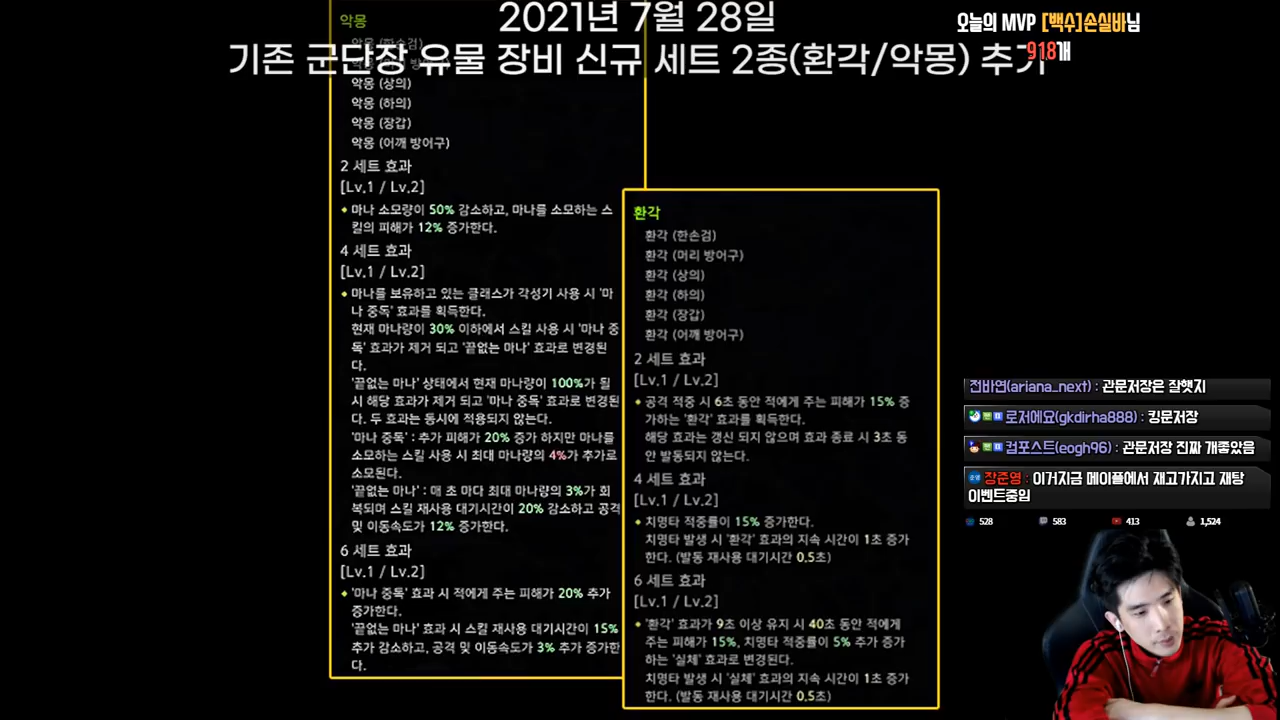 2021년 7월 28일
기존 군단장 유물 장비 신규 세트 2종(환각/악몽) 추가
오늘의 MVP [백수]손실바님
918개
악몽
악몽 (한손검)
악몽 (상의)
악몽 (하의)
악몽 (장갑)
악몽 (어깨 방어구)
2 세트 효과
[Lv.1 / Lv.2]
마나 소모량이 50% 감소하고, 마나를 소모하는 스
킬의 피해가 12% 증가한다.
4 세트 효과
[Lv.1 / Lv.2]
마나를 보유하고 있는 클래스가 각성기 사용 시 '마
나 중독' 효과를 획득한다.
현재 마나량이 30% 이하에서 스킬 사용 시 '마나 중
독' 효과가 제거 되고 '끝없는 마나' 효과로 변경된
다.
'끝없는 마나' 상태에서 현재 마나량이 100%가 될
시 해당 효과가 제거 되고 '마나 중독' 효과로 변경된
다. 두 효과는 동시에 적용되지 않는다.
'마나 중독' : 추가 피해가 20% 증가 하지만 마나를
소모하는 스킬 사용 시 최대 마나량의 4%가 추가로
소모된다.
'끝없는 마나' : 매 초 마다 최대 마나량의 3%가 회
복되며 스킬 재사용 대기시간이 20% 감소하고 공격
및 이동속도가 12% 증가한다.
6 세트 효과
[Lv.1 / Lv.2]
'마나 중독' 효과 시 적에게 주는 피해가 20% 추가
증가한다.
'끝없는 마나' 효과 시 스킬 재사용 대기시간이 15%
추가 감소하고, 공격 및 이동속도가 3% 추가 증가한
다.
환각
환각 (한손검)
환각 (머리 방어구)
환각 (상의)
환각 (하의)
환각 (장갑)
환각 (어깨 방어구)
2 세트 효과
[Lv.1 / Lv.2]
공격 적중 시 6초 동안 적에게 주는 피해가 15% 증
가하는 '환각' 효과를 획득한다.
해당 효과는 갱신 되지 않으며 효과 종료 시 3초 동
안 발동되지 않는다.
4 세트 효과
[Lv.1 / Lv.2]
치명타 적중률이 15% 증가한다.
치명타 발생 시 '환각' 효과의 지속 시간이 1초 증가
한다. (발동 재사용 대기시간 0.5초)
6 세트 효과
[Lv.1 / Lv.2]
'환각' 효과가 9초 이상 유지 시 40초 동안 적에게
주는 피해가 15%, 치명타 적중률이 5% 추가 증가
하는 '실체' 효과로 변경된다.
치명타 발생 시 '실체' 효과의 지속 시간이 1초 증가
한다. (발동 재사용 대기시간 0.5초)
전바연(ariana_next) : 관문저장은 잘햇지
로저에요(gkdirha888) : 킹문저장
컴포스트(eogh96) : 관문저장 진짜 개좋았음
장준영 : 이거지금 메이플에서 재고가지고 재탕
이벤트중임
528 583 413 1,524